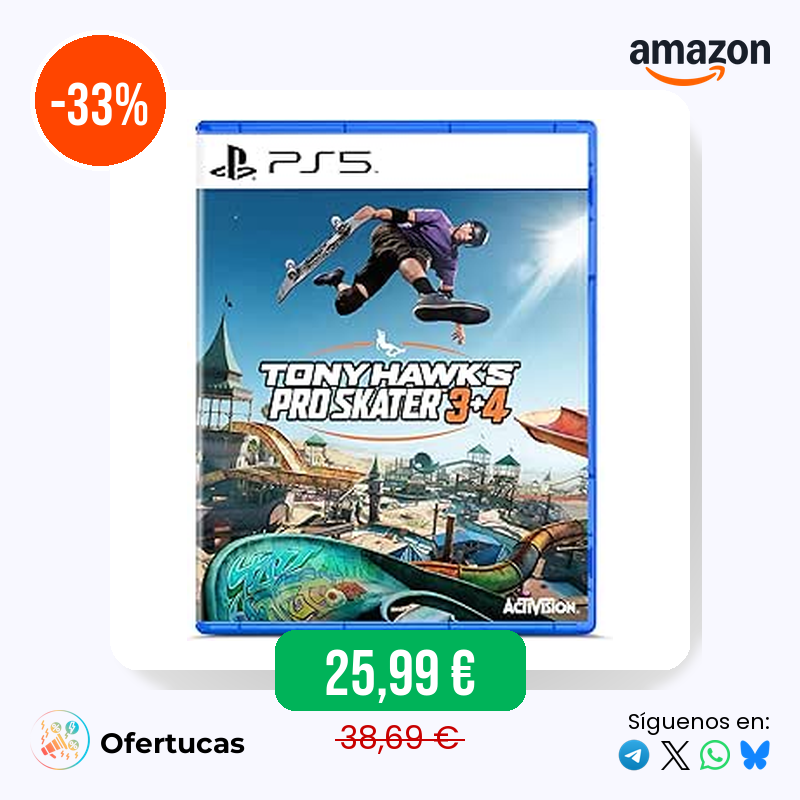 -33%
amazon
PS5
TONY HAWK'S
PRO SKATER 3+4
ACTIVISION
25,99 €
38,69 €
Ofertucas
Síguenos en: